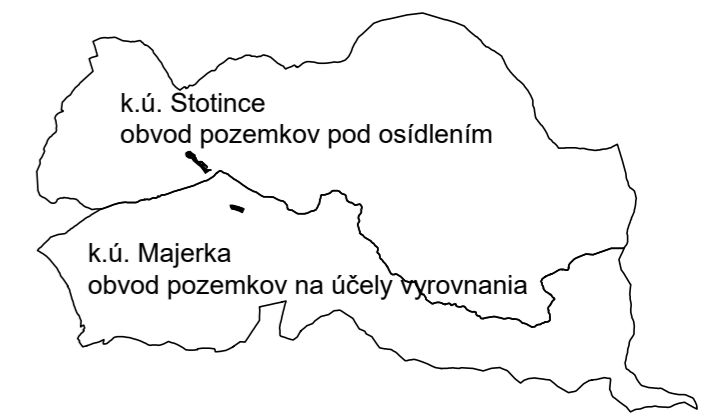 k.ú. Stotince
obvod pozemkov pod osídlením
k.ú. Majerka
obvod pozemkov na účely vyrovnania